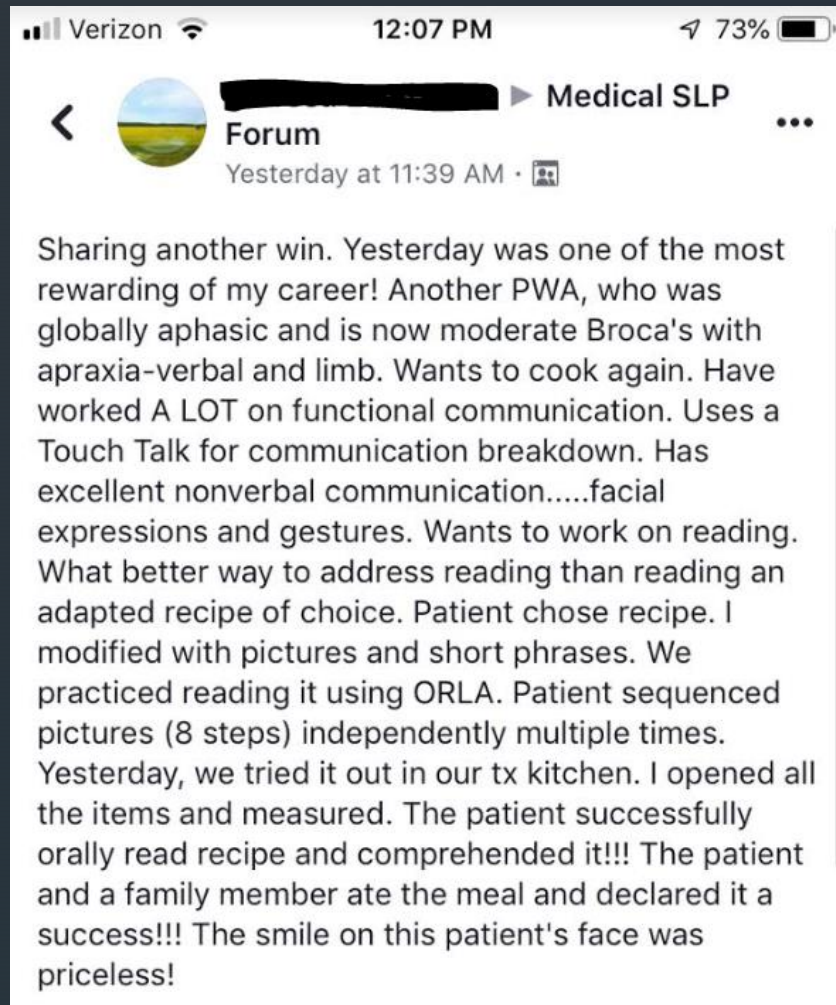 Verizon 12:07 PM 73%
Medical SLP
Forum
Yesterday at 11:39 AM ·
Sharing another win. Yesterday was one of the most
rewarding of my career! Another PWA, who was
globally aphasic and is now moderate Broca's with
apraxia-verbal and limb. Wants to cook again. Have
worked A LOT on functional communication. Uses a
Touch Talk for communication breakdown. Has
excellent nonverbal communication.....facial
expressions and gestures. Wants to work on reading.
What better way to address reading than reading an
adapted recipe of choice. Patient chose recipe. I
modified with pictures and short phrases. We
practiced reading it using ORLA. Patient sequenced
pictures (8 steps) independently multiple times.
Yesterday, we tried it out in our tx kitchen. I opened all
the items and measured. The patient successfully
orally read recipe and comprehended it!!! The patient
and a family member ate the meal and declared it a
success!!! The smile on this patient's face was
priceless!